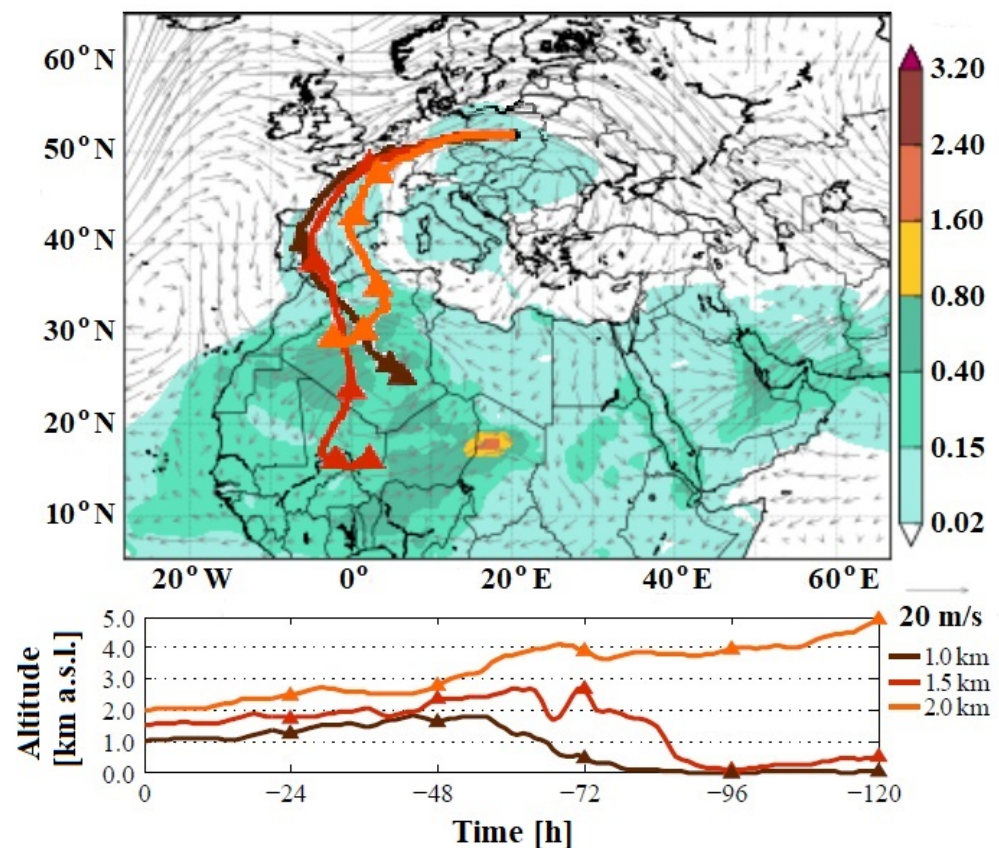 60°N
50°N
40°N
30°N
20°N
10°N
20°W 0° 20°E 40°E 60°E
3.20
2.40
1.60
0.80
0.40
0.15
0.02
20 m/s
Altitude
[km a.s.l.]
5.0
4.0
3.0
2.0
1.0
0.0
0 −24 −48 −72 −96 −120
Time [h]
1.0 km
1.5 km
2.0 km